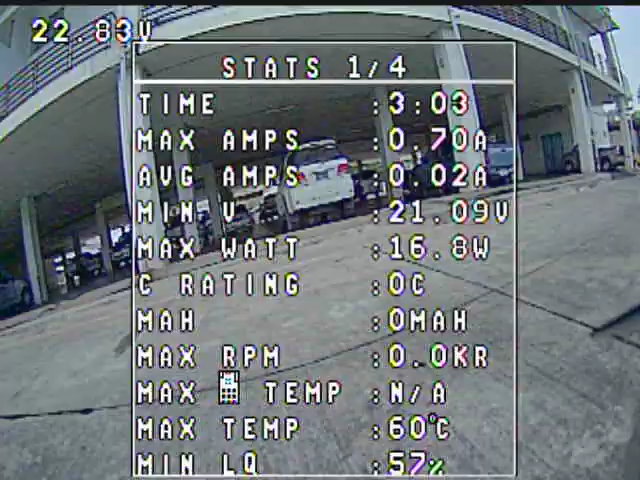 22.83V
STATS 1/4
TIME :3:03
MAX AMPS :0.70A
AVG AMPS :0.02A
MIN V :21.09V
MAX WATT :16.8W
C RATING :0C
MAH :0MAH
MAX RPM :0.0KR
MAX TEMP :N/A
MAX TEMP :60°C
MIN LQ :57%